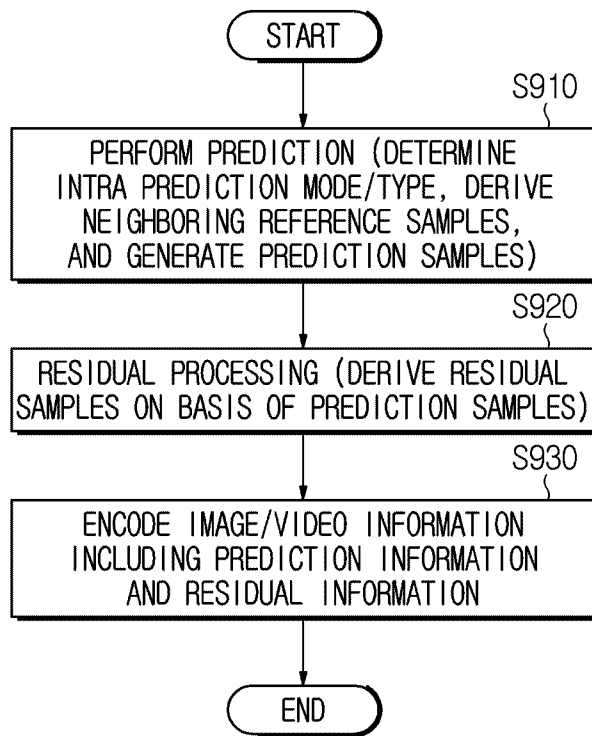 START
S910
PERFORM PREDICTION (DETERMINE
INTRA PREDICTION MODE/TYPE, DERIVE
NEIGHBORING REFERENCE SAMPLES,
AND GENERATE PREDICTION SAMPLES)
S920
RESIDUAL PROCESSING (DERIVE RESIDUAL
SAMPLES ON BASIS OF PREDICTION SAMPLES)
S930
ENCODE IMAGE/VIDEO INFORMATION
INCLUDING PREDICTION INFORMATION
AND RESIDUAL INFORMATION
END